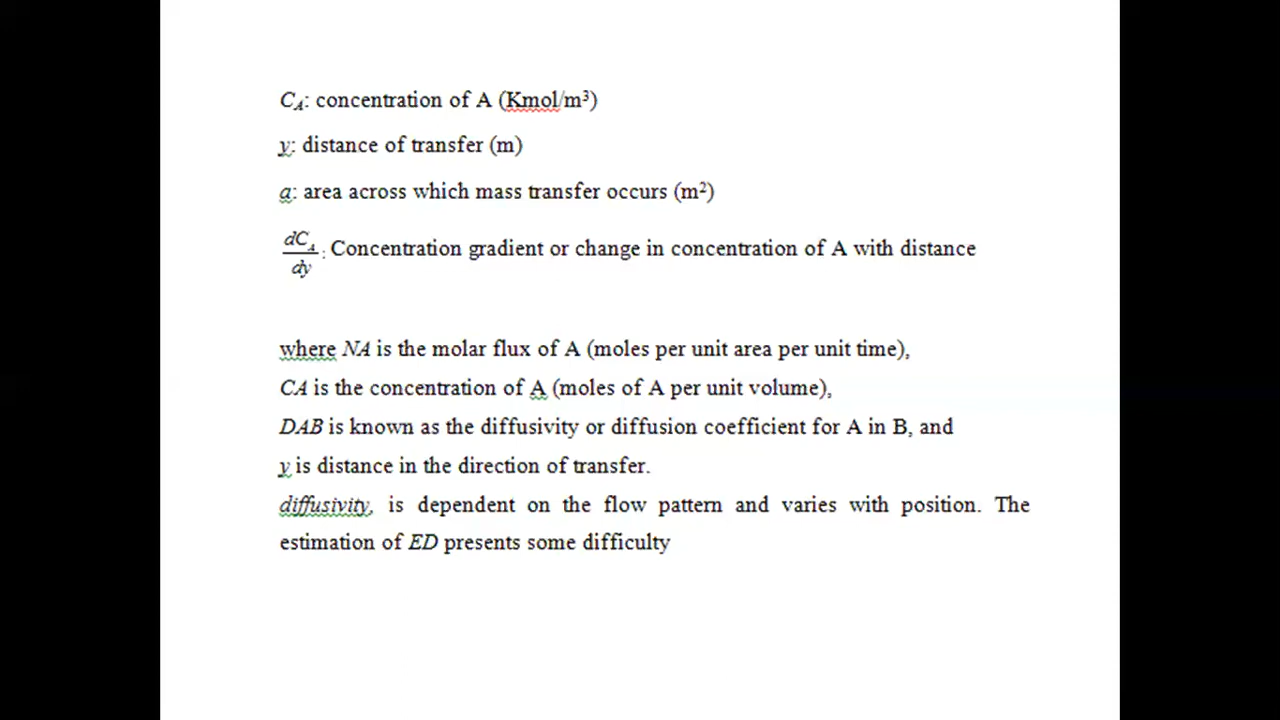 C_A: concentration of A (Kmol/m³)
y: distance of transfer (m)
a: area across which mass transfer occurs (m²)
dC_A/dy: Concentration gradient or change in concentration of A with distance
where NA is the molar flux of A (moles per unit area per unit time),
CA is the concentration of A (moles of A per unit volume),
DAB is known as the diffusivity or diffusion coefficient for A in B, and
y is distance in the direction of transfer.
diffusivity, is dependent on the flow pattern and varies with position. The
estimation of ED presents some difficulty